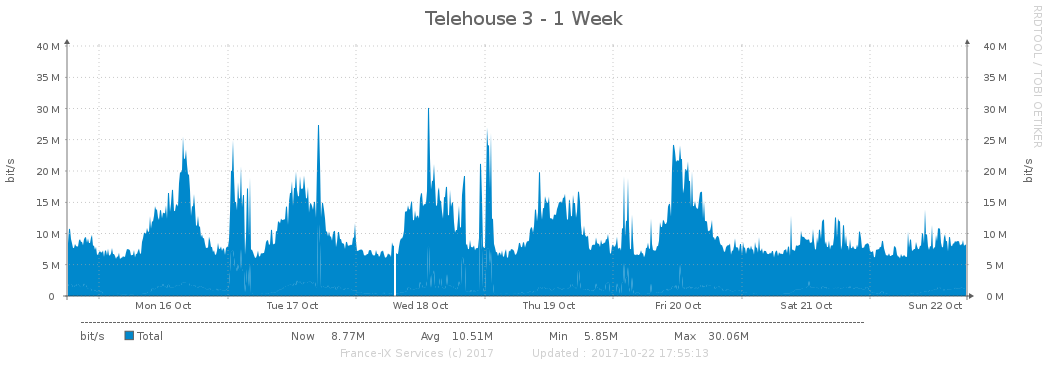 Telehouse 3 - 1 Week
RRDTOOL / TOBI OETIKER
40 M 40 M
35 M 35 M
30 M 30 M
25 M 25 M
20 M 20 M
15 M 15 M
10 M 10 M
5 M 5 M
0 0 M
bit/s bit/s
Mon 16 Oct Tue 17 Oct Wed 18 Oct Thu 19 Oct Fri 20 Oct Sat 21 Oct Sun 22 Oct
bit/s Total Now 8.77M Avg 10.51M Min 5.85M Max 30.06M
France-IX Services (c) 2017 Updated : 2017-10-22 17:55:13